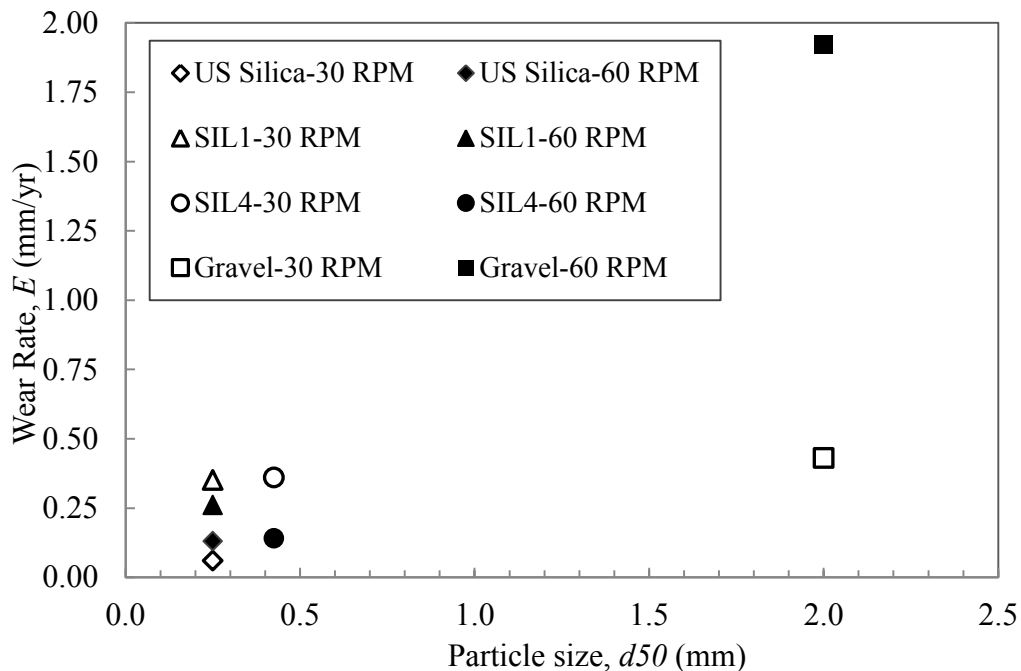 2.00
1.75
1.50
1.25
1.00
0.75
0.50
0.25
0.00
Wear Rate, E (mm/yr)
US Silica-30 RPM
US Silica-60 RPM
SIL1-30 RPM
SIL1-60 RPM
SIL4-30 RPM
SIL4-60 RPM
Gravel-30 RPM
Gravel-60 RPM
0.0
0.5
1.0
1.5
2.0
2.5
Particle size, d50 (mm)